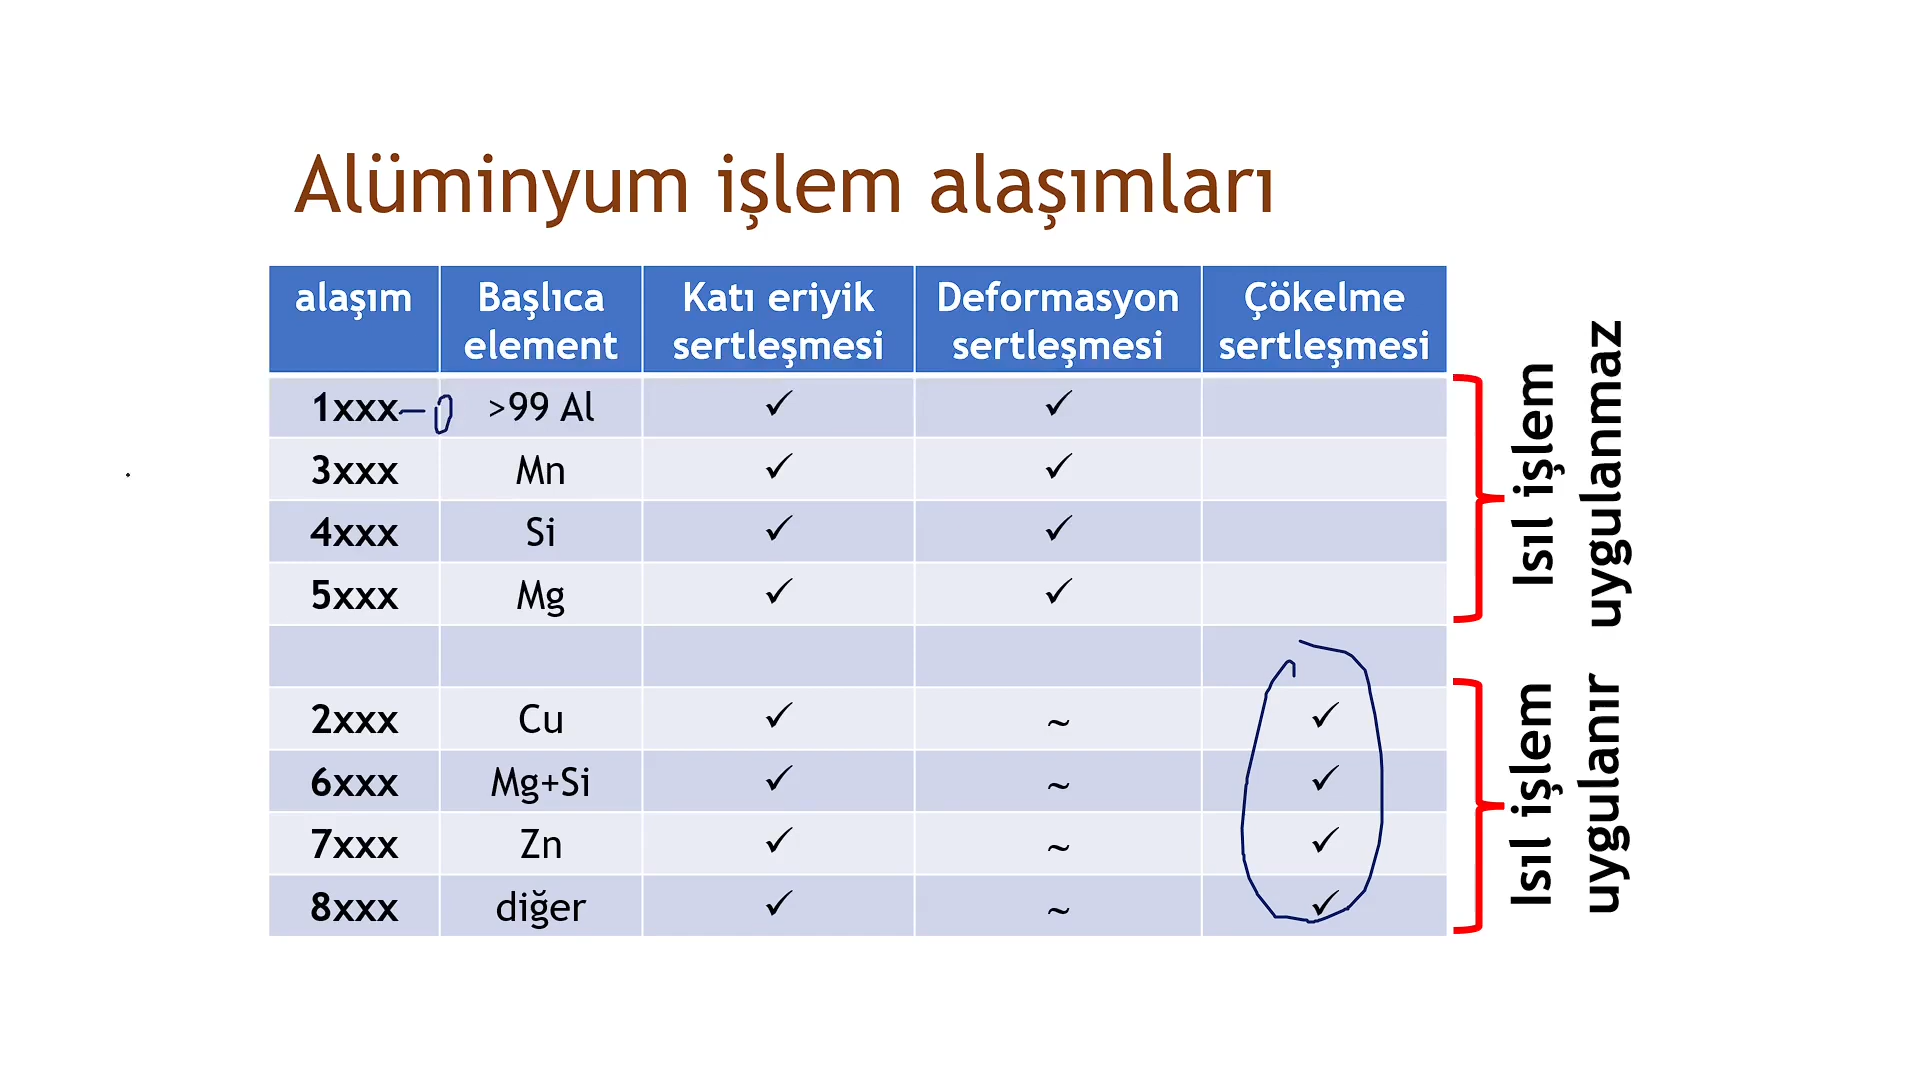 Alüminyum işlem alaşımları
alaşım Başlıca element Katı eriyik sertleşmesi Deformasyon sertleşmesi Çökelme sertleşmesi
1xxx >99 Al ✓ ✓
3xxx Mn ✓ ✓
4xxx Si ✓ ✓
5xxx Mg ✓ ✓
2xxx Cu ✓ ~ ✓
6xxx Mg+Si ✓ ~ ✓
7xxx Zn ✓ ~ ✓
8xxx diğer ✓ ~ ✓
Isıl işlem
uygulanmaz
Isıl işlem
uygulanır